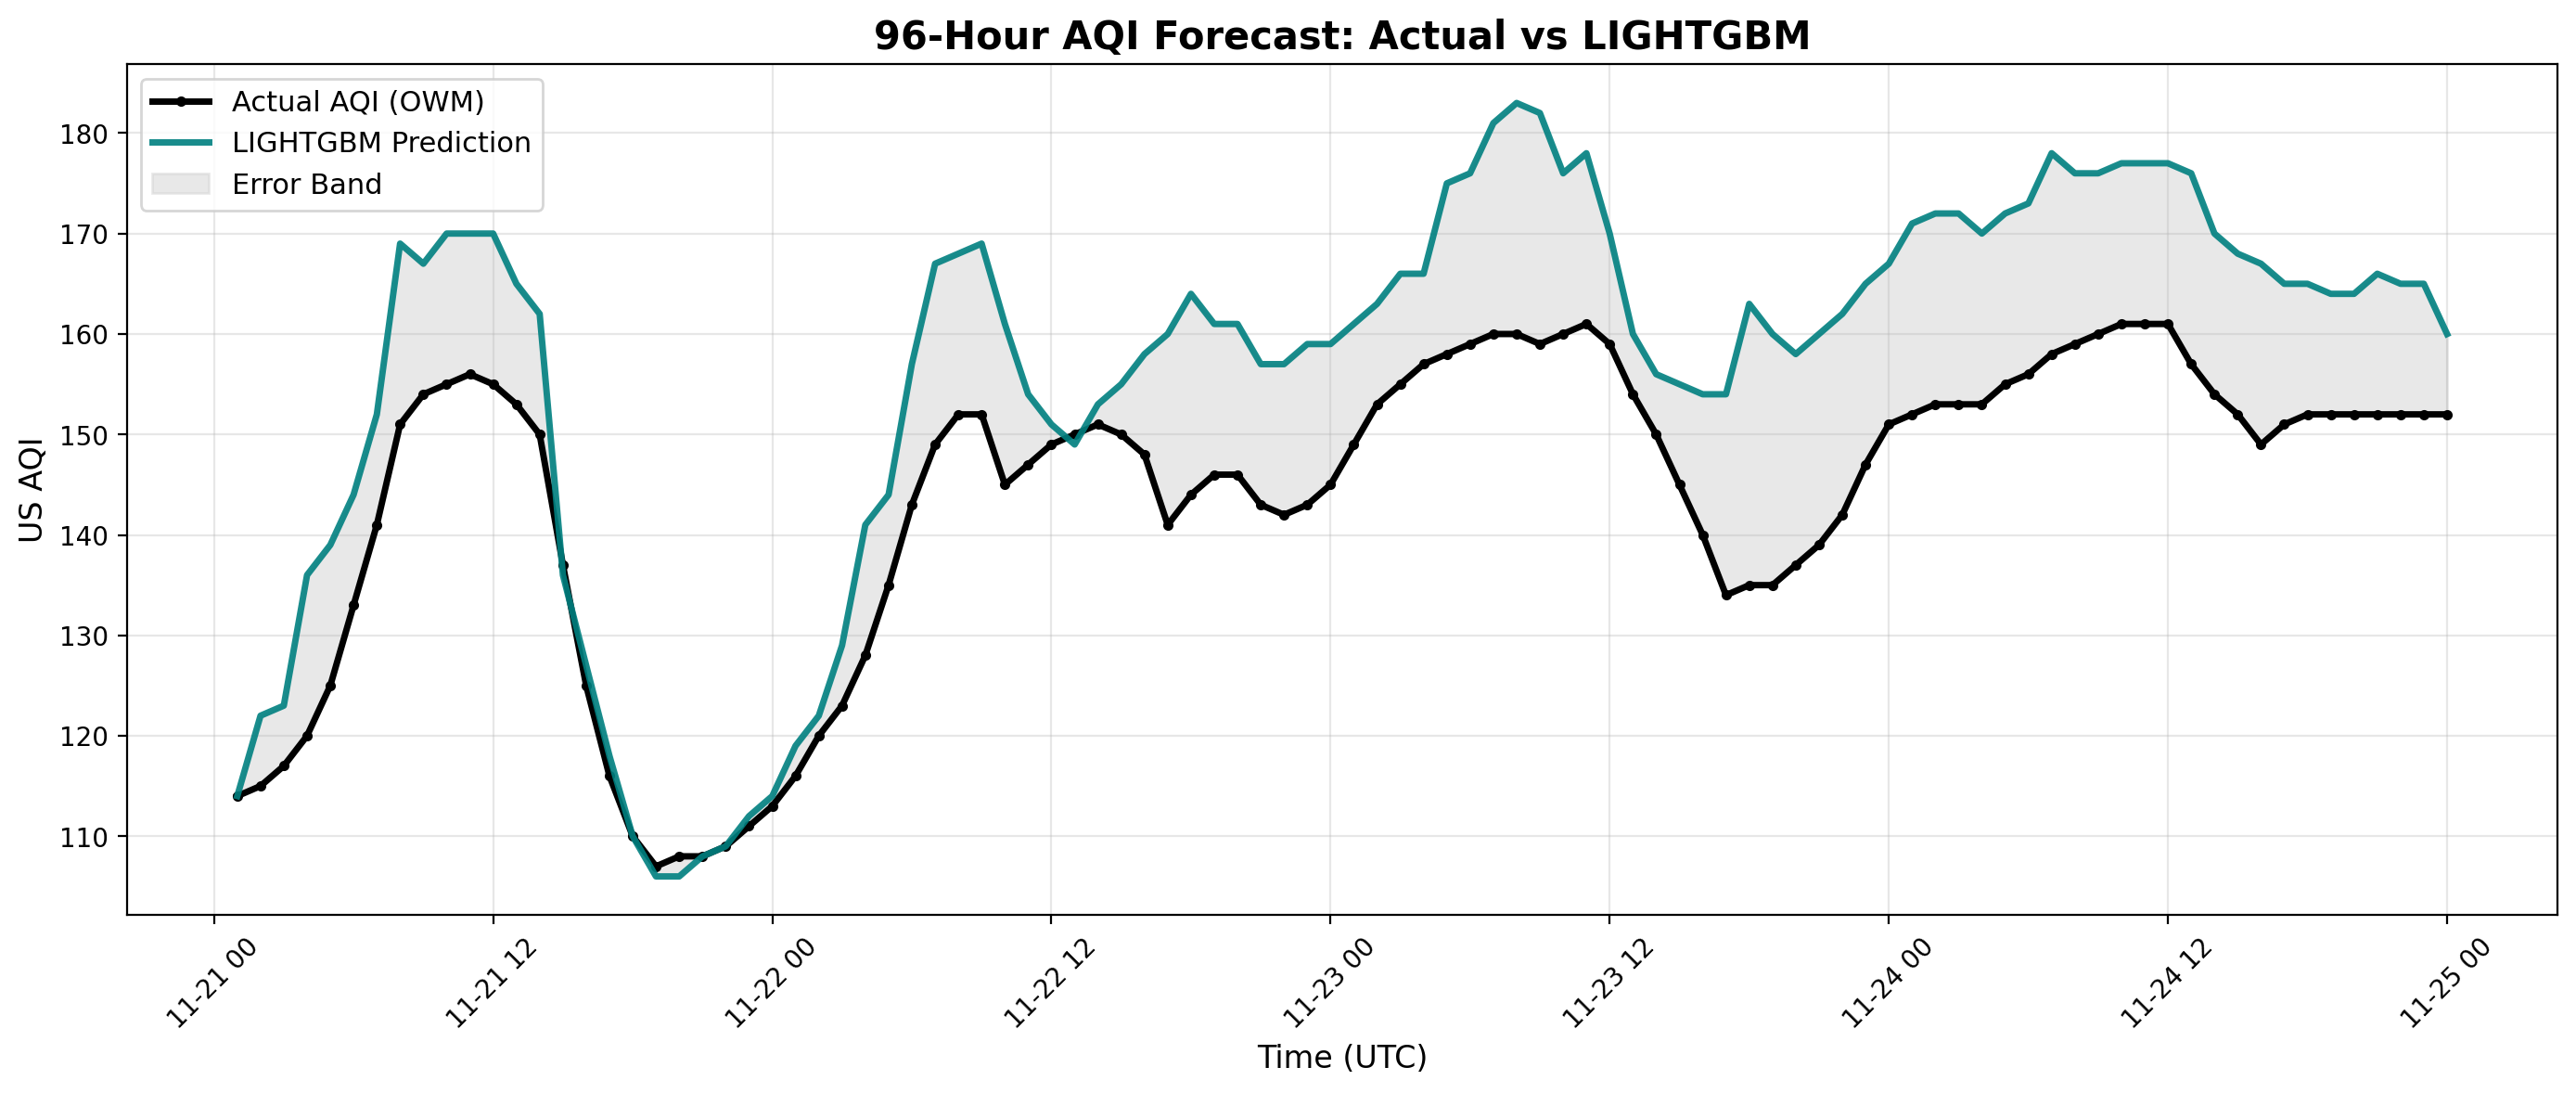 96-Hour AQI Forecast: Actual vs LIGHTGBM
Actual AQI (OWM)
LIGHTGBM Prediction
Error Band
US AQI
180
170
160
150
140
130
120
110
11-21 00
11-21 12
11-22 00
11-22 12
11-23 00
11-23 12
11-24 00
11-24 12
11-25 00
Time (UTC)